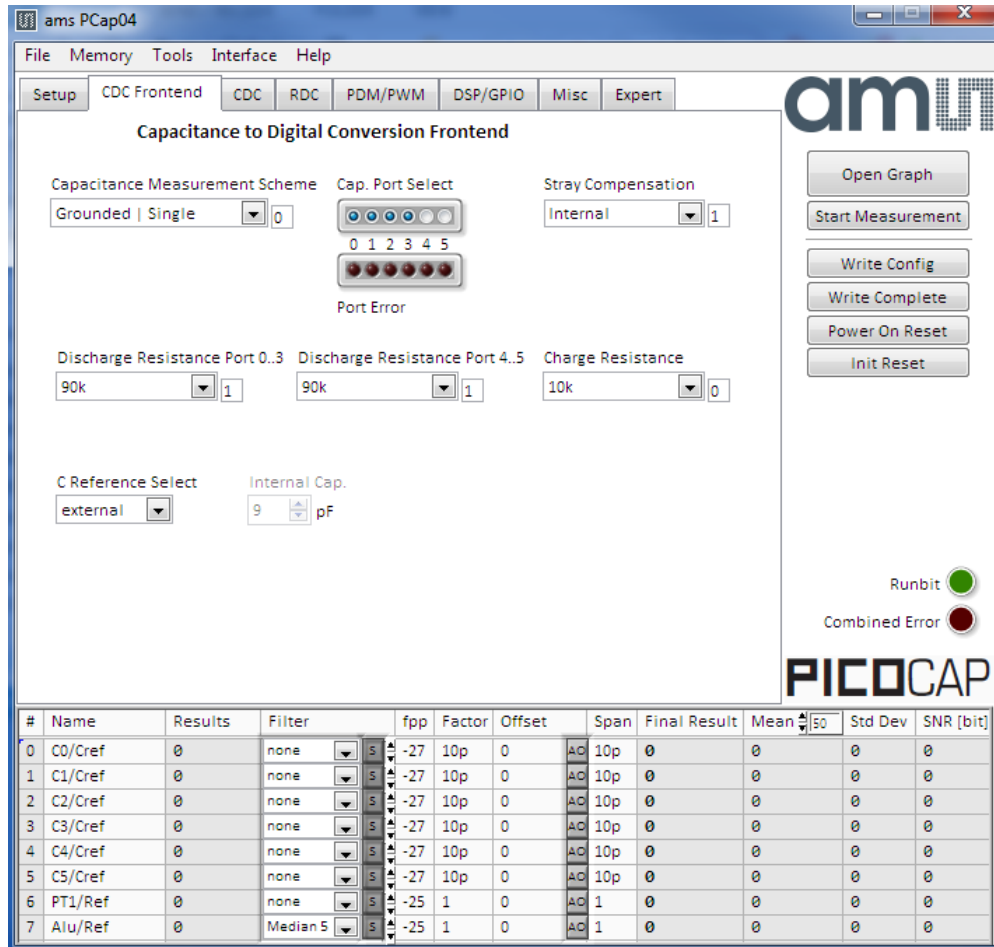 ams PCap04
File Memory Tools Interface Help
Setup CDC Frontend CDC RDC PDM/PWM DSP/GPIO Misc Expert
amu
Capacitance to Digital Conversion Frontend
Capacitance Measurement Scheme Cap. Port Select Stray Compensation
Grounded | Single 0 Internal 1
0 1 2 3 4 5
Port Error
Discharge Resistance Port 0..3 Discharge Resistance Port 4..5 Charge Resistance
90k 1 90k 1 10k 0
C Reference Select Internal Cap.
external 9 pF
Open Graph
Start Measurement
Write Config
Write Complete
Power On Reset
Init Reset
Runbit
Combined Error
PICOCAP
# Name Results Filter fpp Factor Offset Span Final Result Mean 50 Std Dev SNR [bit]
0 C0/Cref 0 none S -27 10p 0 AO 10p 0 0 0 0
1 C1/Cref 0 none S -27 10p 0 AO 10p 0 0 0 0
2 C2/Cref 0 none S -27 10p 0 AO 10p 0 0 0 0
3 C3/Cref 0 none S -27 10p 0 AO 10p 0 0 0 0
4 C4/Cref 0 none S -27 10p 0 AO 10p 0 0 0 0
5 C5/Cref 0 none S -27 10p 0 AO 10p 0 0 0 0
6 PT1/Ref 0 none S -25 1 0 AO 1 0 0 0 0
7 Alu/Ref 0 Median 5 S -25 1 0 AO 1 0 0 0 0